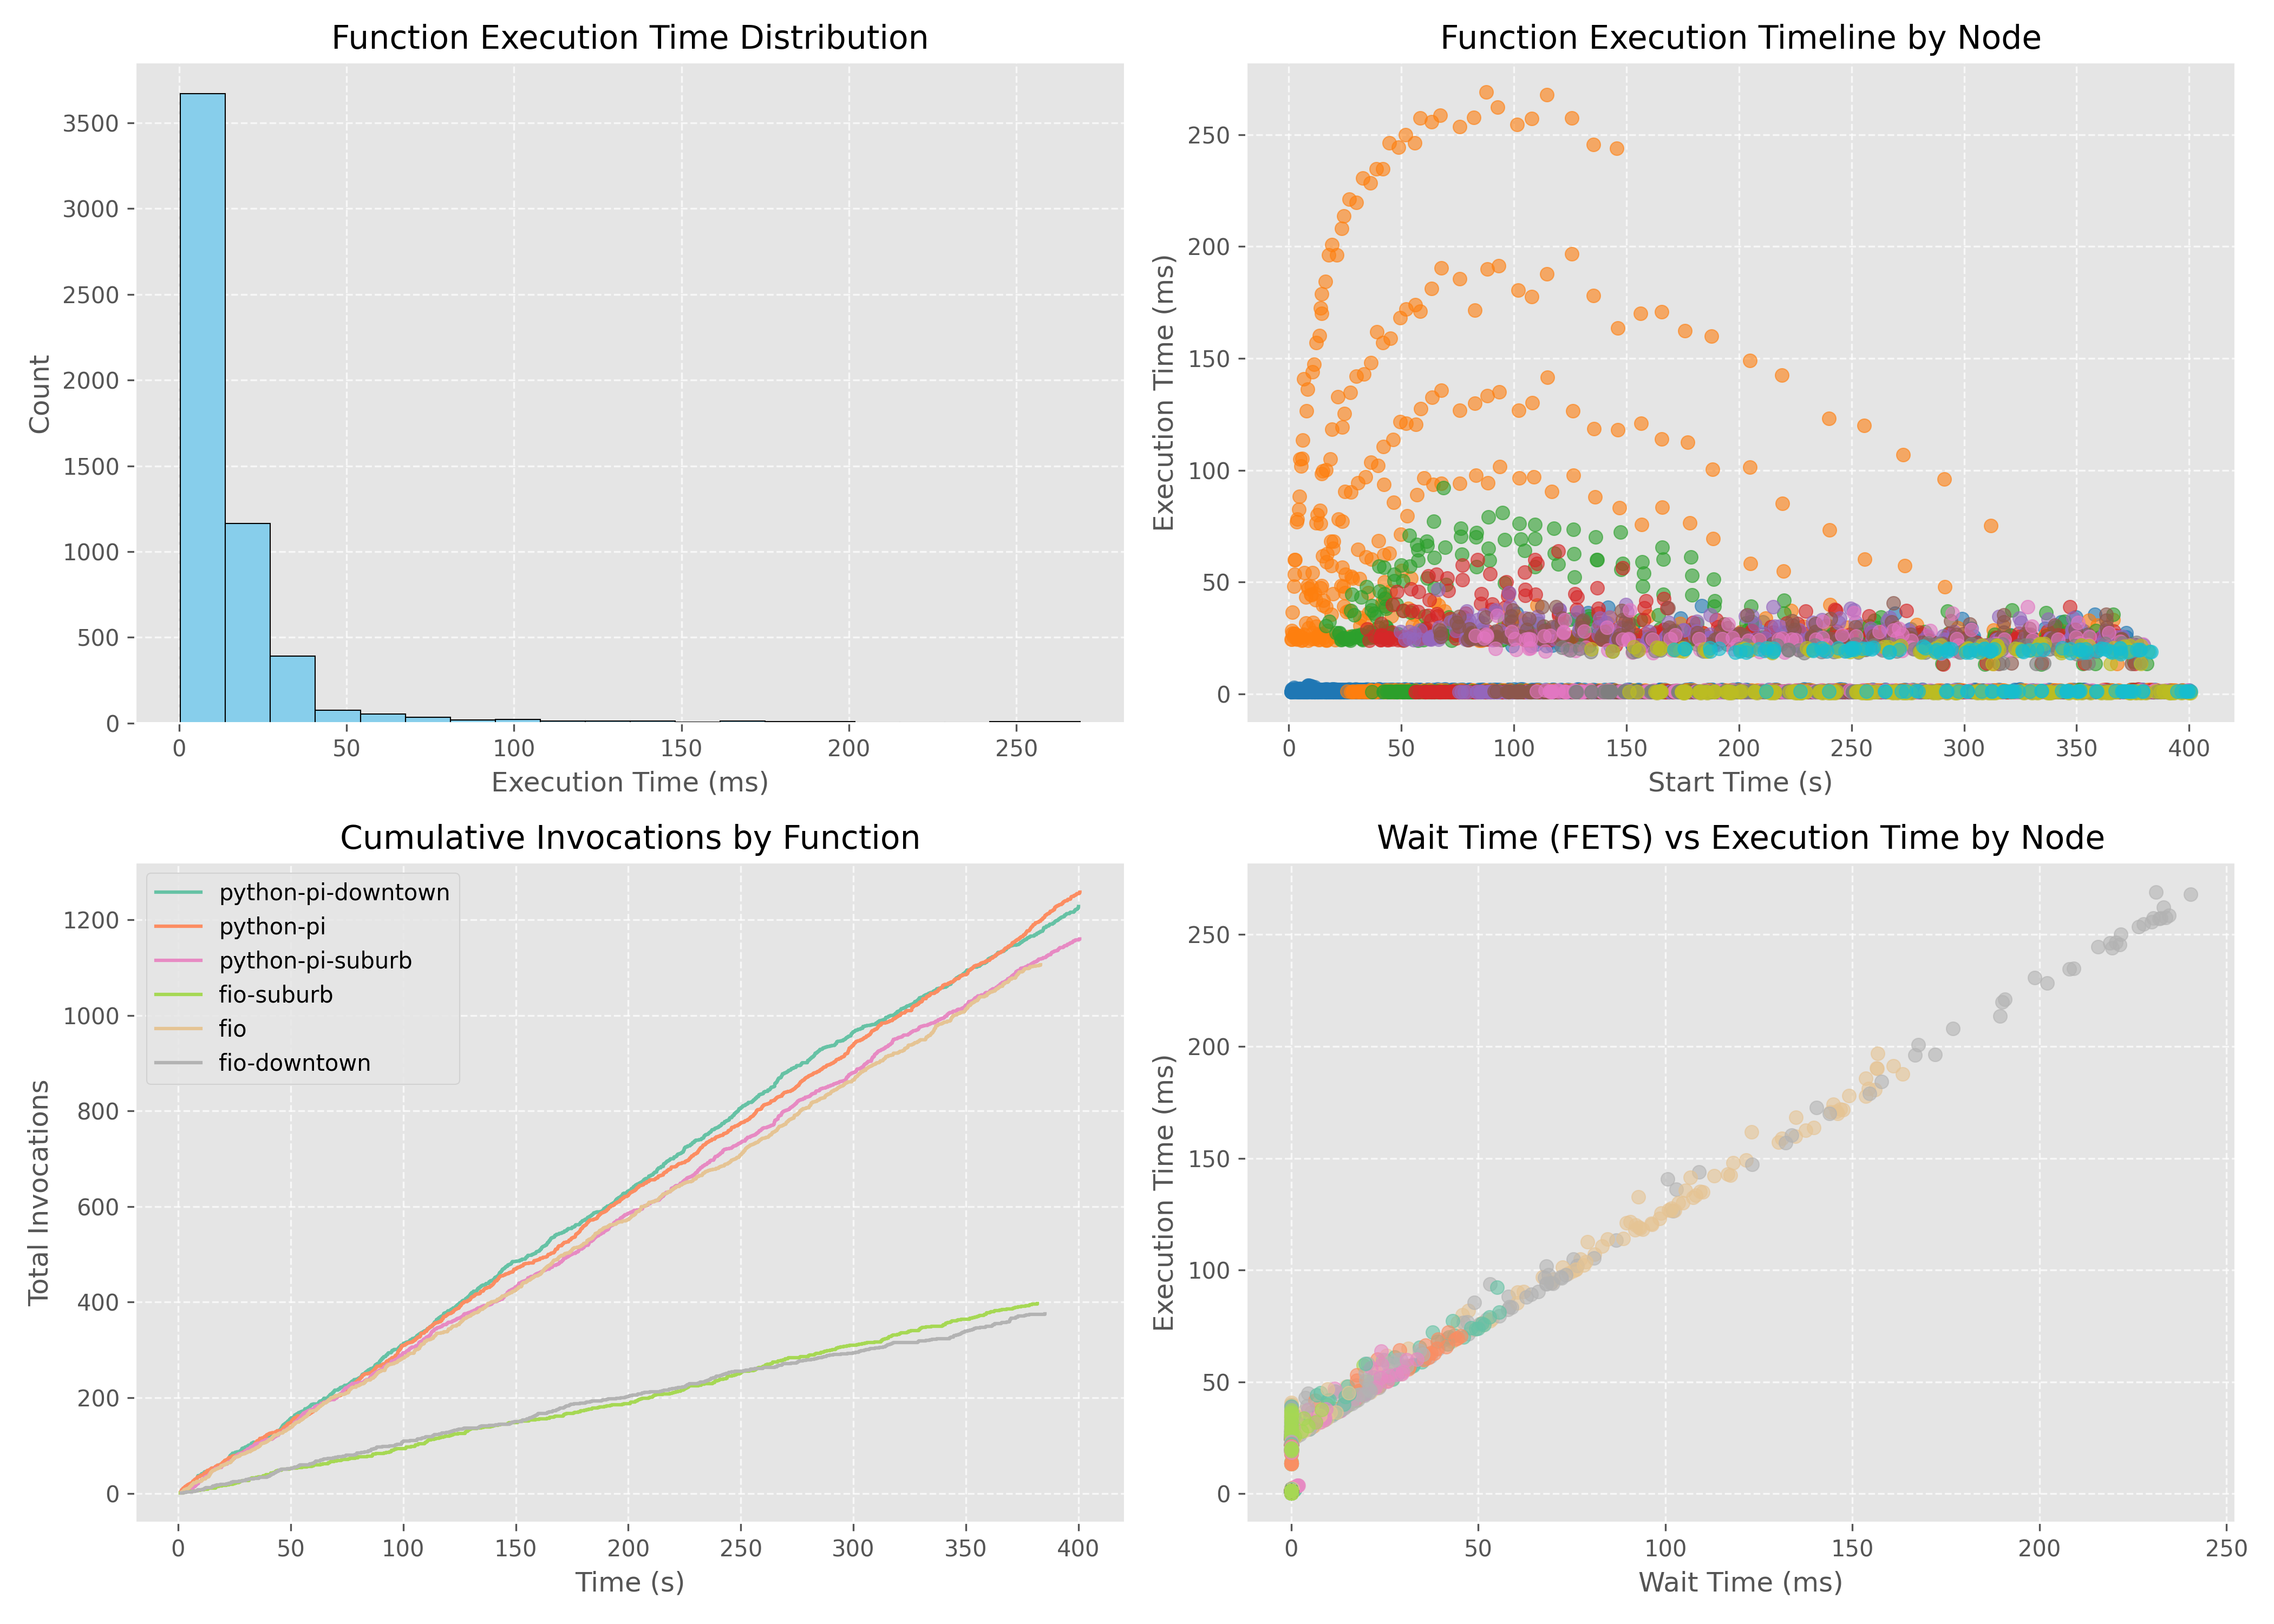 Function Execution Time Distribution
3500
3000
2500
2000
1500
1000
500
0
Count
0 50 100 150 200 250
Execution Time (ms)
Function Execution Timeline by Node
250
200
150
100
50
0
Execution Time (ms)
0 50 100 150 200 250 300 350 400
Start Time (s)
Cumulative Invocations by Function
python-pi-downtown
python-pi
python-pi-suburb
fio-suburb
fio
fio-downtown
1200
1000
800
600
400
200
0
Total Invocations
0 50 100 150 200 250 300 350 400
Time (s)
Wait Time (FETS) vs Execution Time by Node
250
200
150
100
50
0
Execution Time (ms)
0 50 100 150 200 250
Wait Time (ms)